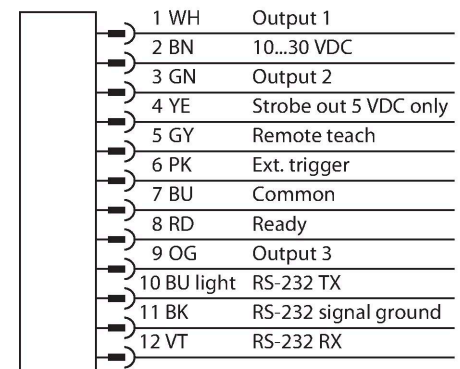 1 WH Output 1
2 BN 10...30 VDC
3 GN Output 2
4 YE Strobe out 5 VDC only
5 GY Remote teach
6 PK Ext. trigger
7 BU Common
8 RD Ready
9 OG Output 3
10 BU light RS-232 TX
11 BK RS-232 signal ground
12 VT RS-232 RX